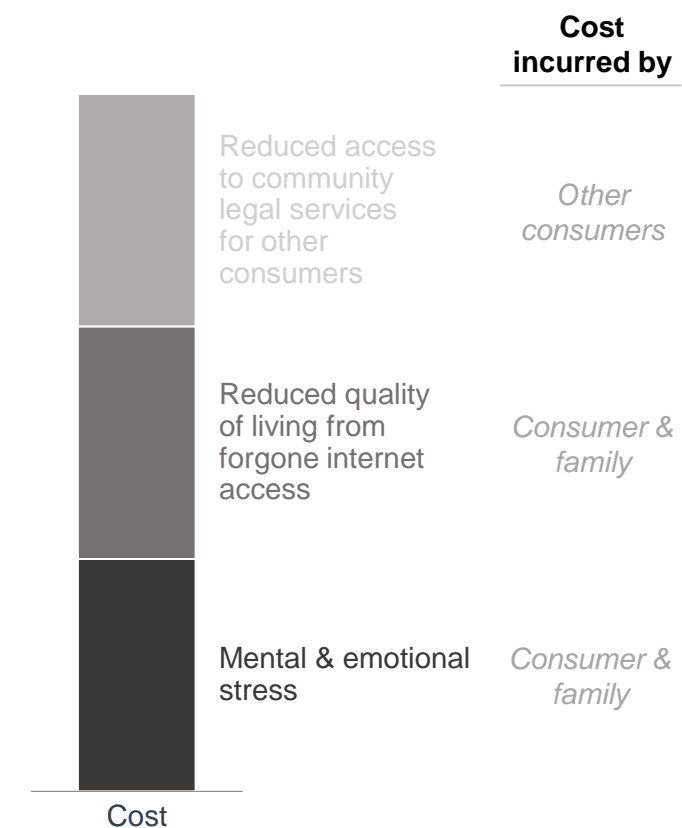 Cost
incurred by
Reduced access
to community
legal services
for other
consumers
Other
consumers
Reduced quality
of living from
forgone internet
access
Consumer &
family
Mental & emotional
stress
Consumer &
family
Cost